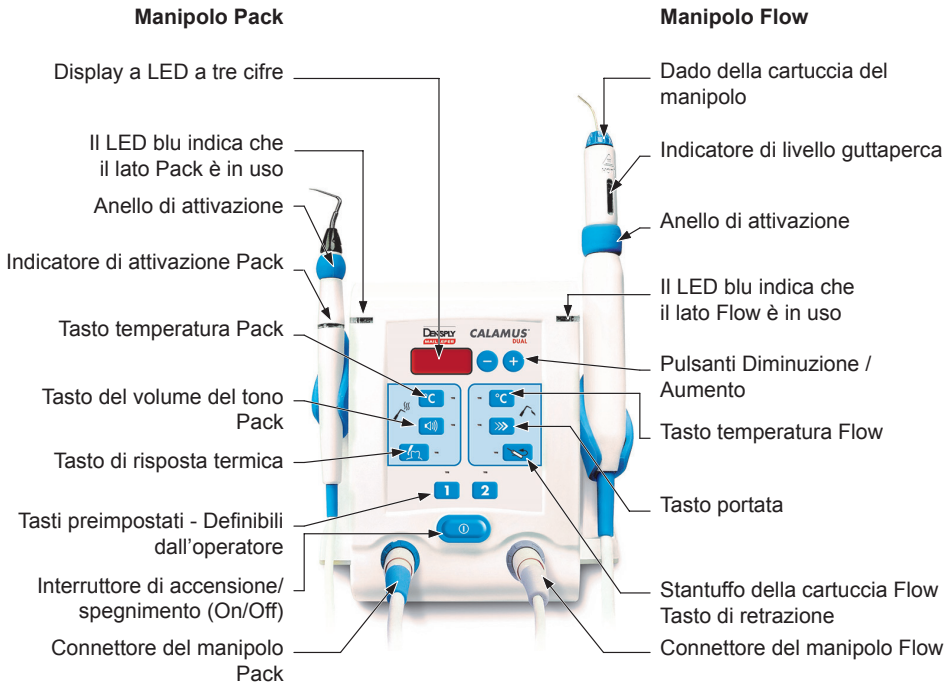 Manipolo Pack
Display a LED a tre cifre
Il LED blu indica che
il lato Pack è in uso
Anello di attivazione
Indicatore di attivazione Pack
Tasto temperatura Pack
Tasto del volume del tono
Pack
Tasto di risposta termica
Tasti preimpostati - Definibili
dall'operatore
Interruttore di accensione/
spegnimento (On/Off)
Connettore del manipolo
Pack
DENTSPLY
MAILLEFER
CALAMUS®
DUAL
− +
°C °C
1 2
Manipolo Flow
Dado della cartuccia del
manipolo
Indicatore di livello guttaperca
Anello di attivazione
Il LED blu indica che
il lato Flow è in uso
Pulsanti Diminuzione /
Aumento
Tasto temperatura Flow
Tasto portata
Stantuffo della cartuccia Flow
Tasto di retrazione
Connettore del manipolo Flow